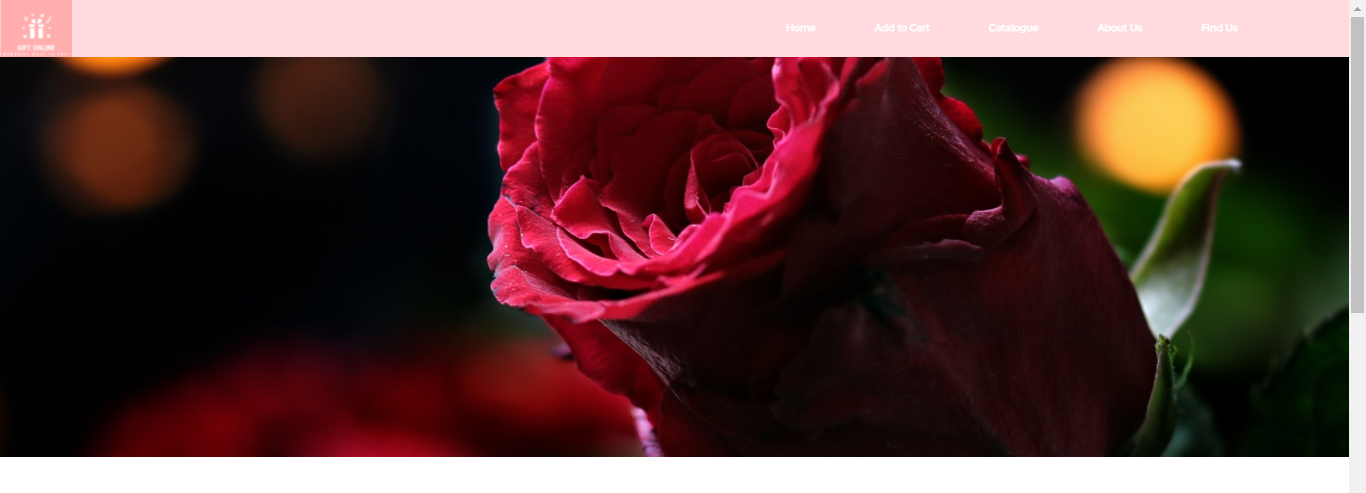 GIFT ONLINE
Home
Add to Cart
Catalogue
About Us
Find Us